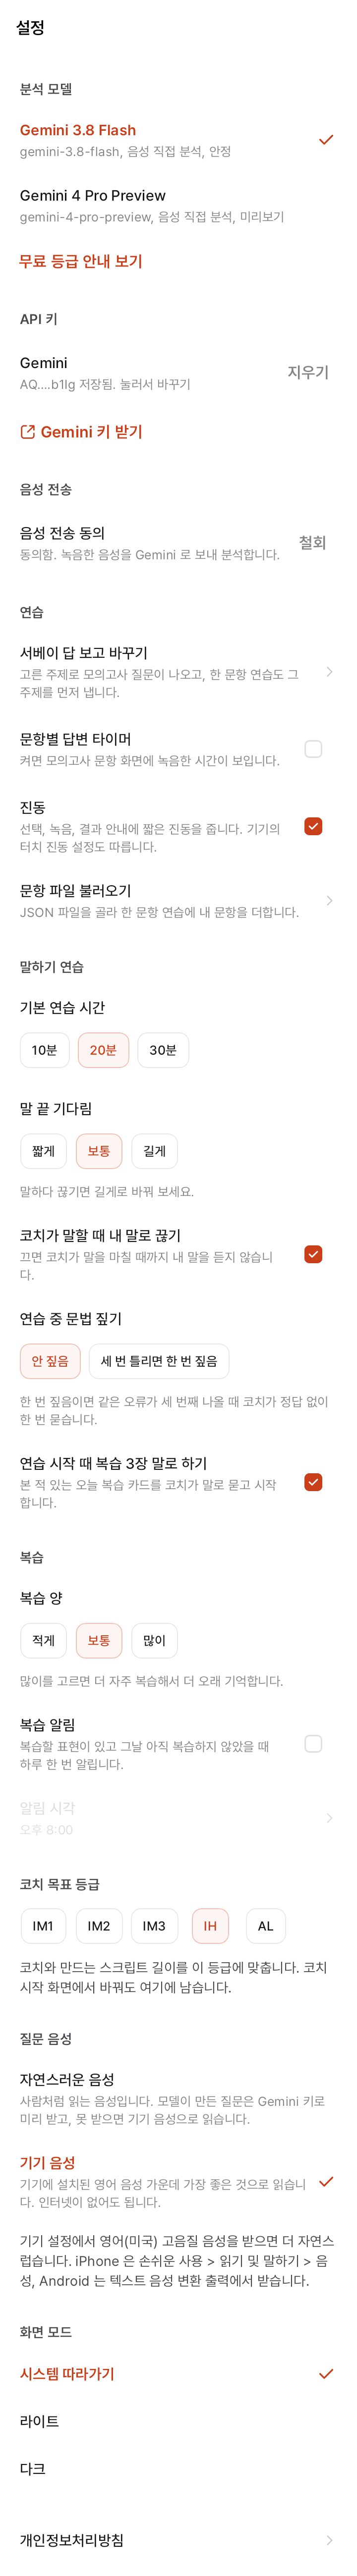 설정
분석 모델
Gemini 3.8 Flash
gemini-3.8-flash, 음성 직접 분석, 안정
Gemini 4 Pro Preview
gemini-4-pro-preview, 음성 직접 분석, 미리보기
무료 등급 안내 보기
API 키
Gemini
AQ....b1Ig 저장됨. 눌러서 바꾸기
지우기
Gemini 키 받기
음성 전송
음성 전송 동의
동의함. 녹음한 음성을 Gemini 로 보내 분석합니다.
철회
연습
서베이 답 보고 바꾸기
고른 주제로 모의고사 질문이 나오고, 한 문항 연습도 그
주제를 먼저 냅니다.
문항별 답변 타이머
켜면 모의고사 문항 화면에 녹음한 시간이 보입니다.
진동
선택, 녹음, 결과 안내에 짧은 진동을 줍니다. 기기의
터치 진동 설정도 따릅니다.
문항 파일 불러오기
JSON 파일을 골라 한 문항 연습에 내 문항을 더합니다.
말하기 연습
기본 연습 시간
10분 20분 30분
말 끝 기다림
짧게 보통 길게
말하다 끊기면 길게로 바꿔 보세요.
코치가 말할 때 내 말로 끊기
끄면 코치가 말을 마칠 때까지 내 말을 듣지 않습니
다.
연습 중 문법 짚기
안 짚음 세 번 틀리면 한 번 짚음
한 번 짚음이면 같은 오류가 세 번째 나올 때 코치가 정답 없이
한 번 묻습니다.
연습 시작 때 복습 3장 말로 하기
본 적 있는 오늘 복습 카드를 코치가 말로 묻고 시작
합니다.
복습
복습 양
적게 보통 많이
많이를 고르면 더 자주 복습해서 더 오래 기억합니다.
복습 알림
복습할 표현이 있고 그날 아직 복습하지 않았을 때
하루 한 번 알립니다.
알림 시각
오후 8:00
코치 목표 등급
IM1 IM2 IM3 IH AL
코치와 만드는 스크립트 길이를 이 등급에 맞춥니다. 코치
시작 화면에서 바꿔도 여기에 남습니다.
질문 음성
자연스러운 음성
사람처럼 읽는 음성입니다. 모델이 만든 질문은 Gemini 키로
미리 받고, 못 받으면 기기 음성으로 읽습니다.
기기 음성
기기에 설치된 영어 음성 가운데 가장 좋은 것으로 읽습니
다. 인터넷이 없어도 됩니다.
기기 설정에서 영어(미국) 고음질 음성을 받으면 더 자연스
럽습니다. iPhone 은 손쉬운 사용 > 읽기 및 말하기 > 음
성, Android 는 텍스트 음성 변환 출력에서 받습니다.
화면 모드
시스템 따라가기
라이트
다크
개인정보처리방침